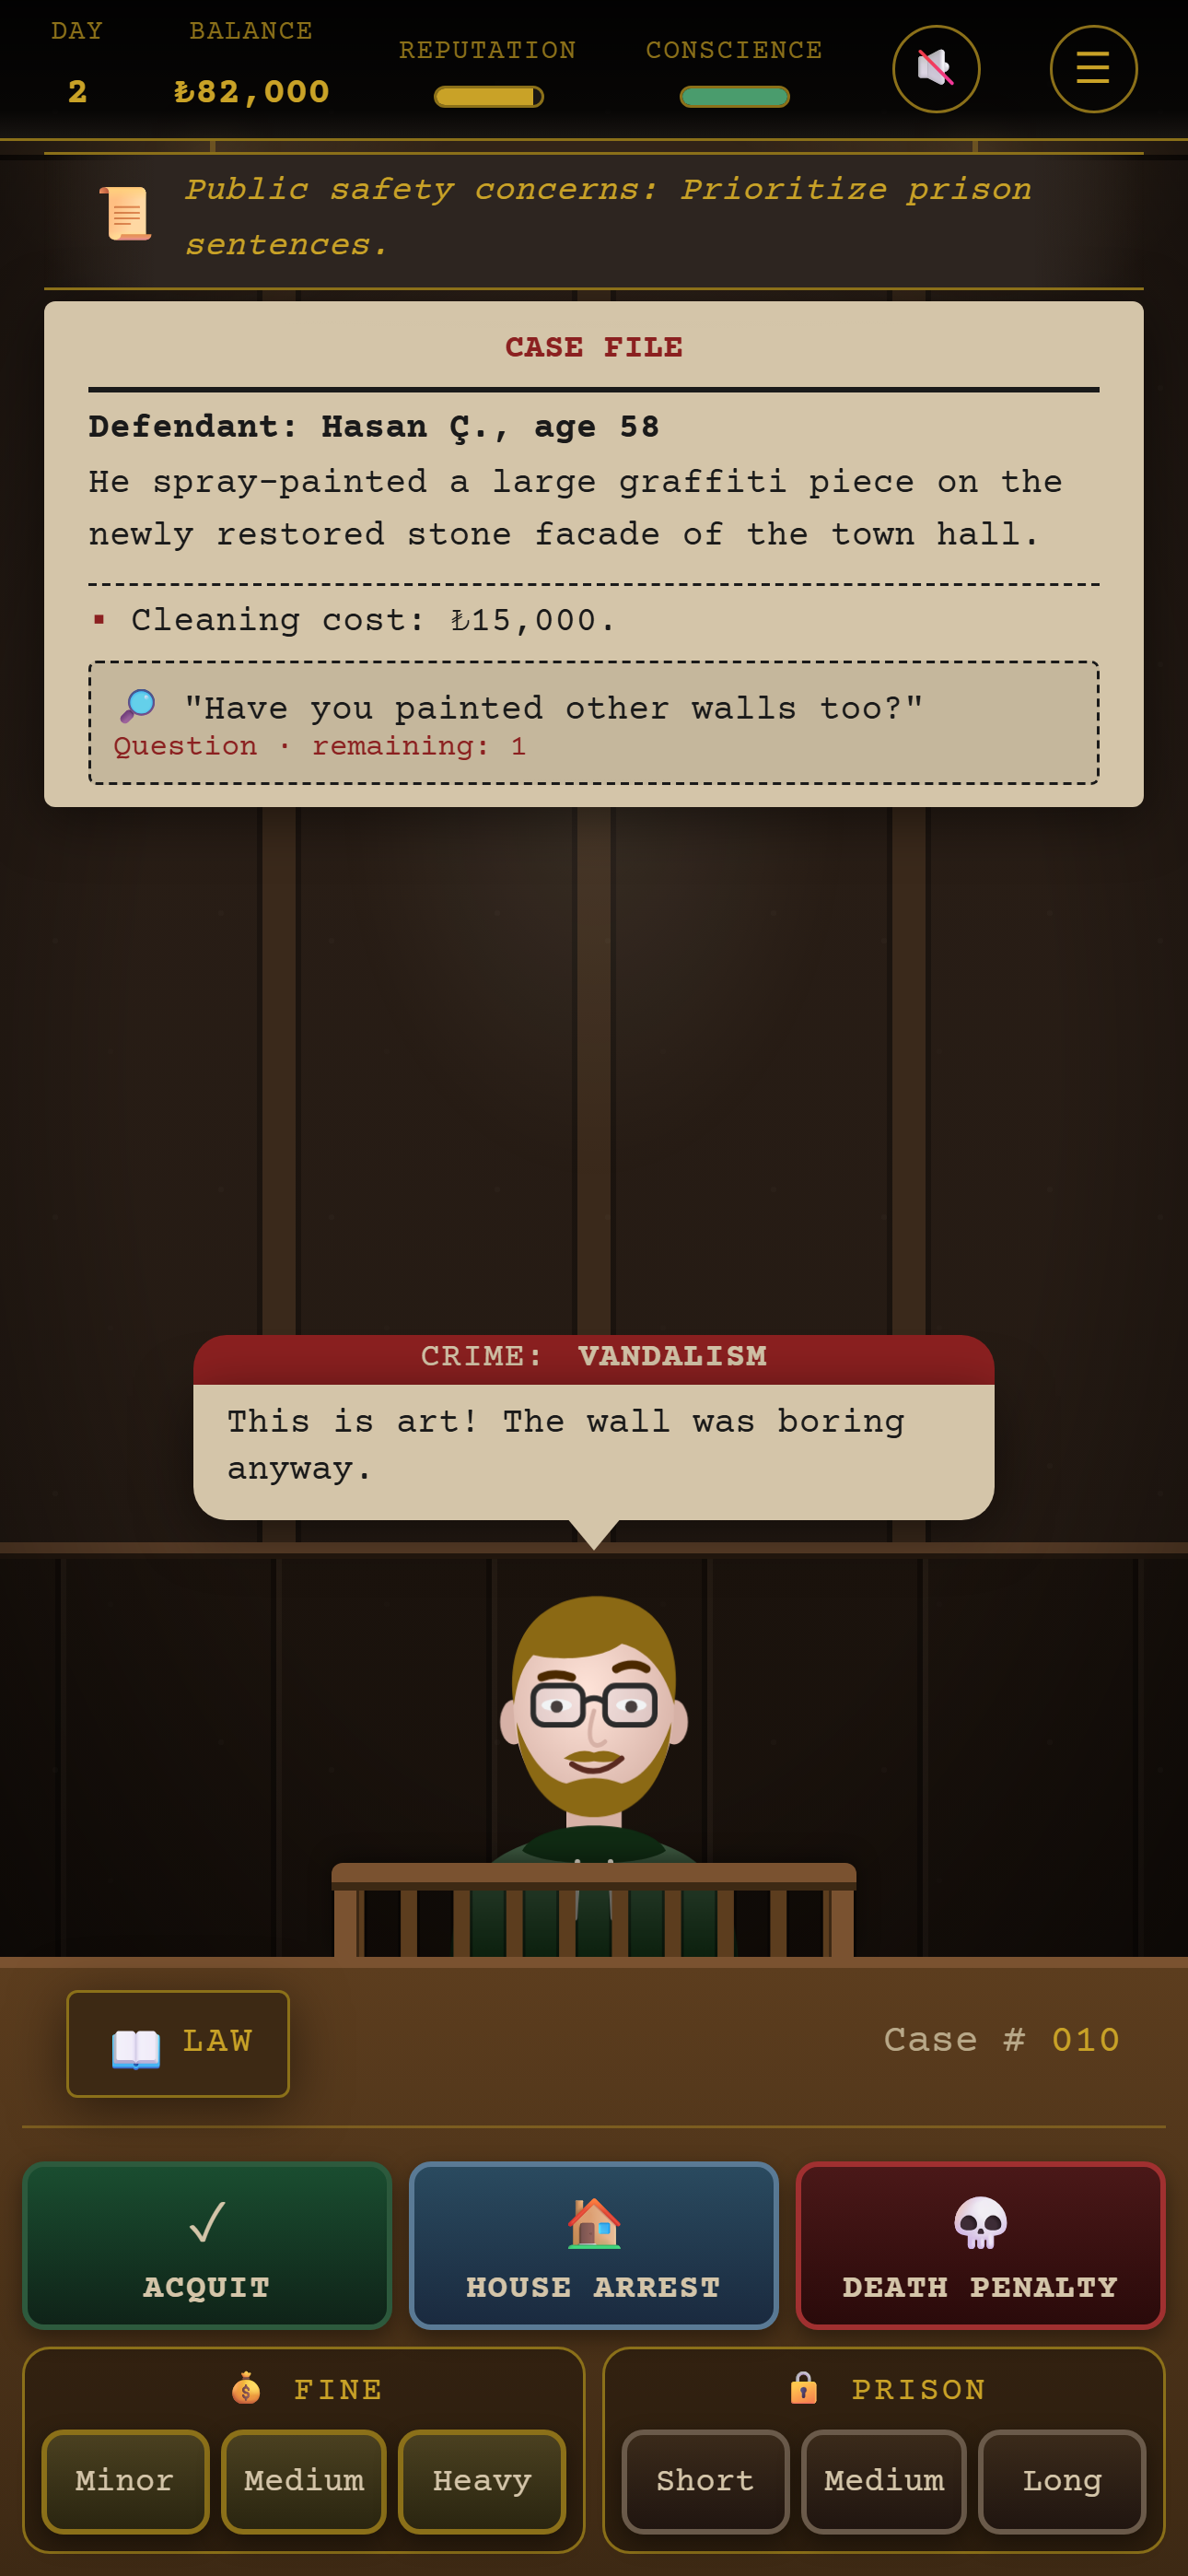 DAY
2
BALANCE
₺82,000
REPUTATION
CONSCIENCE
Public safety concerns: Prioritize prison
sentences.
CASE FILE
Defendant: Hasan Ç., age 58
He spray-painted a large graffiti piece on the
newly restored stone facade of the town hall.
▪ Cleaning cost: ₺15,000.
"Have you painted other walls too?"
Question · remaining: 1
CRIME: VANDALISM
This is art! The wall was boring
anyway.
LAW
Case # 010
✓
ACQUIT
HOUSE ARREST
DEATH PENALTY
FINE
Minor
Medium
Heavy
PRISON
Short
Medium
Long